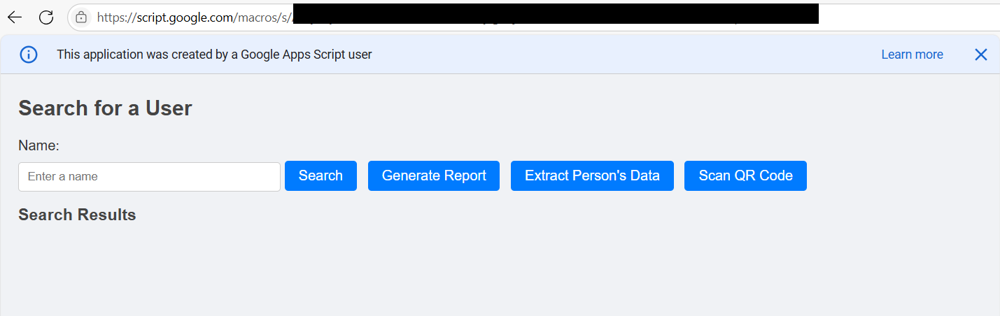 https://script.google.com/macros/s/
This application was created by a Google Apps Script user Learn more
Search for a User
Name:
Enter a name Search Generate Report Extract Person's Data Scan QR Code
Search Results